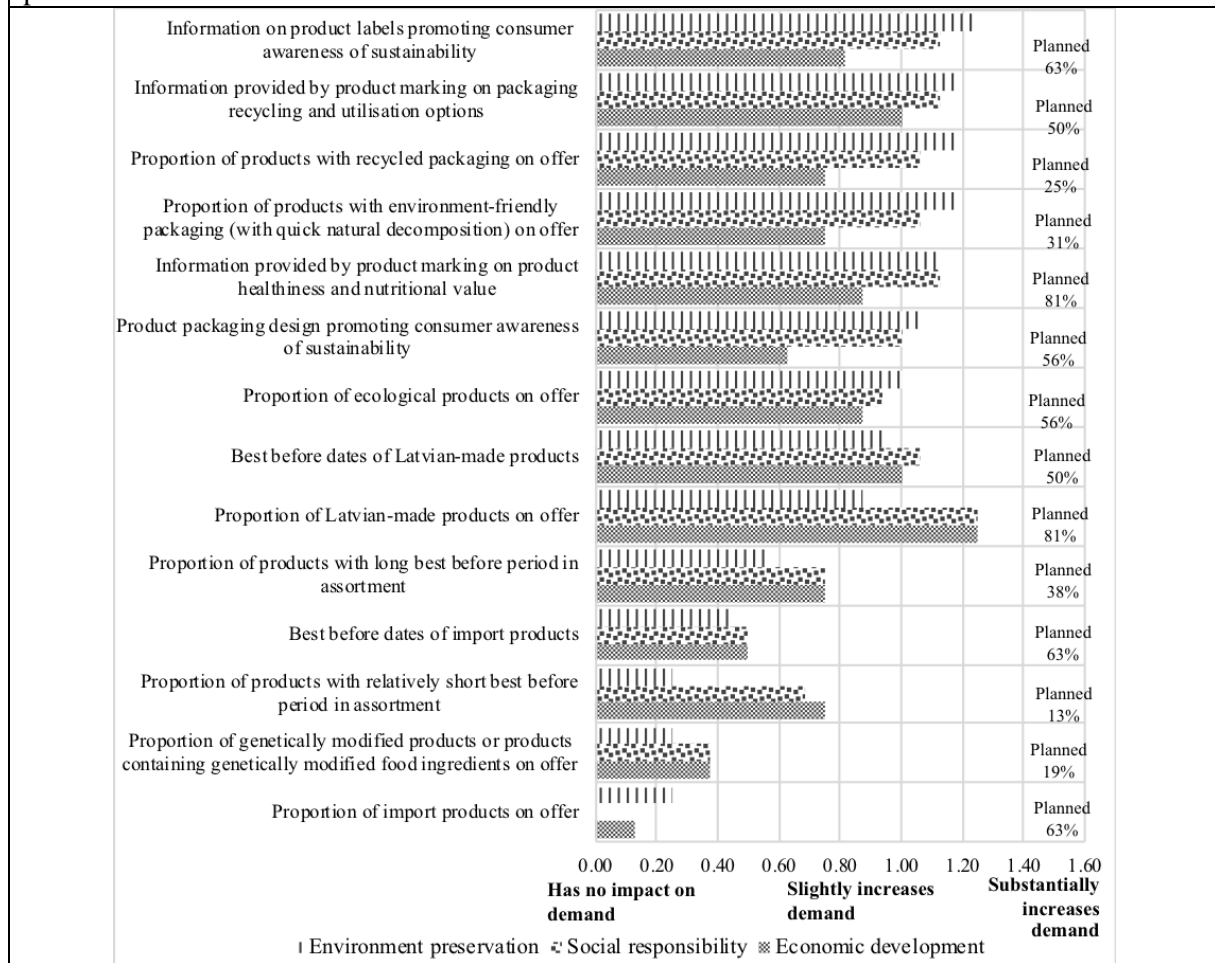 Information on product labels promoting consumer
awareness of sustainability
Planned
63%
Information provided by product marking on packaging
recycling and utilisation options
Planned
50%
Proportion of products with recycled packaging on offer
Planned
25%
Proportion of products with environment-friendly
packaging (with quick natural decomposition) on offer
Planned
31%
Information provided by product marking on product
healthiness and nutritional value
Planned
81%
Product packaging design promoting consumer awareness
of sustainability
Planned
56%
Proportion of ecological products on offer
Planned
56%
Best before dates of Latvian-made products
Planned
50%
Proportion of Latvian-made products on offer
Planned
81%
Proportion of products with long best before period in
assortment
Planned
38%
Best before dates of import products
Planned
63%
Proportion of products with relatively short best before
period in assortment
Planned
13%
Proportion of genetically modified products or products
containing genetically modified food ingredients on offer
Planned
19%
Proportion of import products on offer
Planned
63%
0.00 0.20 0.40 0.60 0.80 1.00 1.20 1.40 1.60
Has no impact on
demand
Slightly increases
demand
Substantially
increases
demand
Environment preservation Social responsibility Economic development